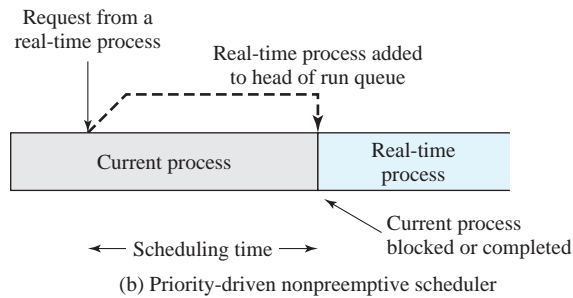 Request from a
real-time process
Real-time process added
to head of run queue
Current process
Real-time
process
Current process
blocked or completed
Scheduling time
(b) Priority-driven nonpreemptive scheduler